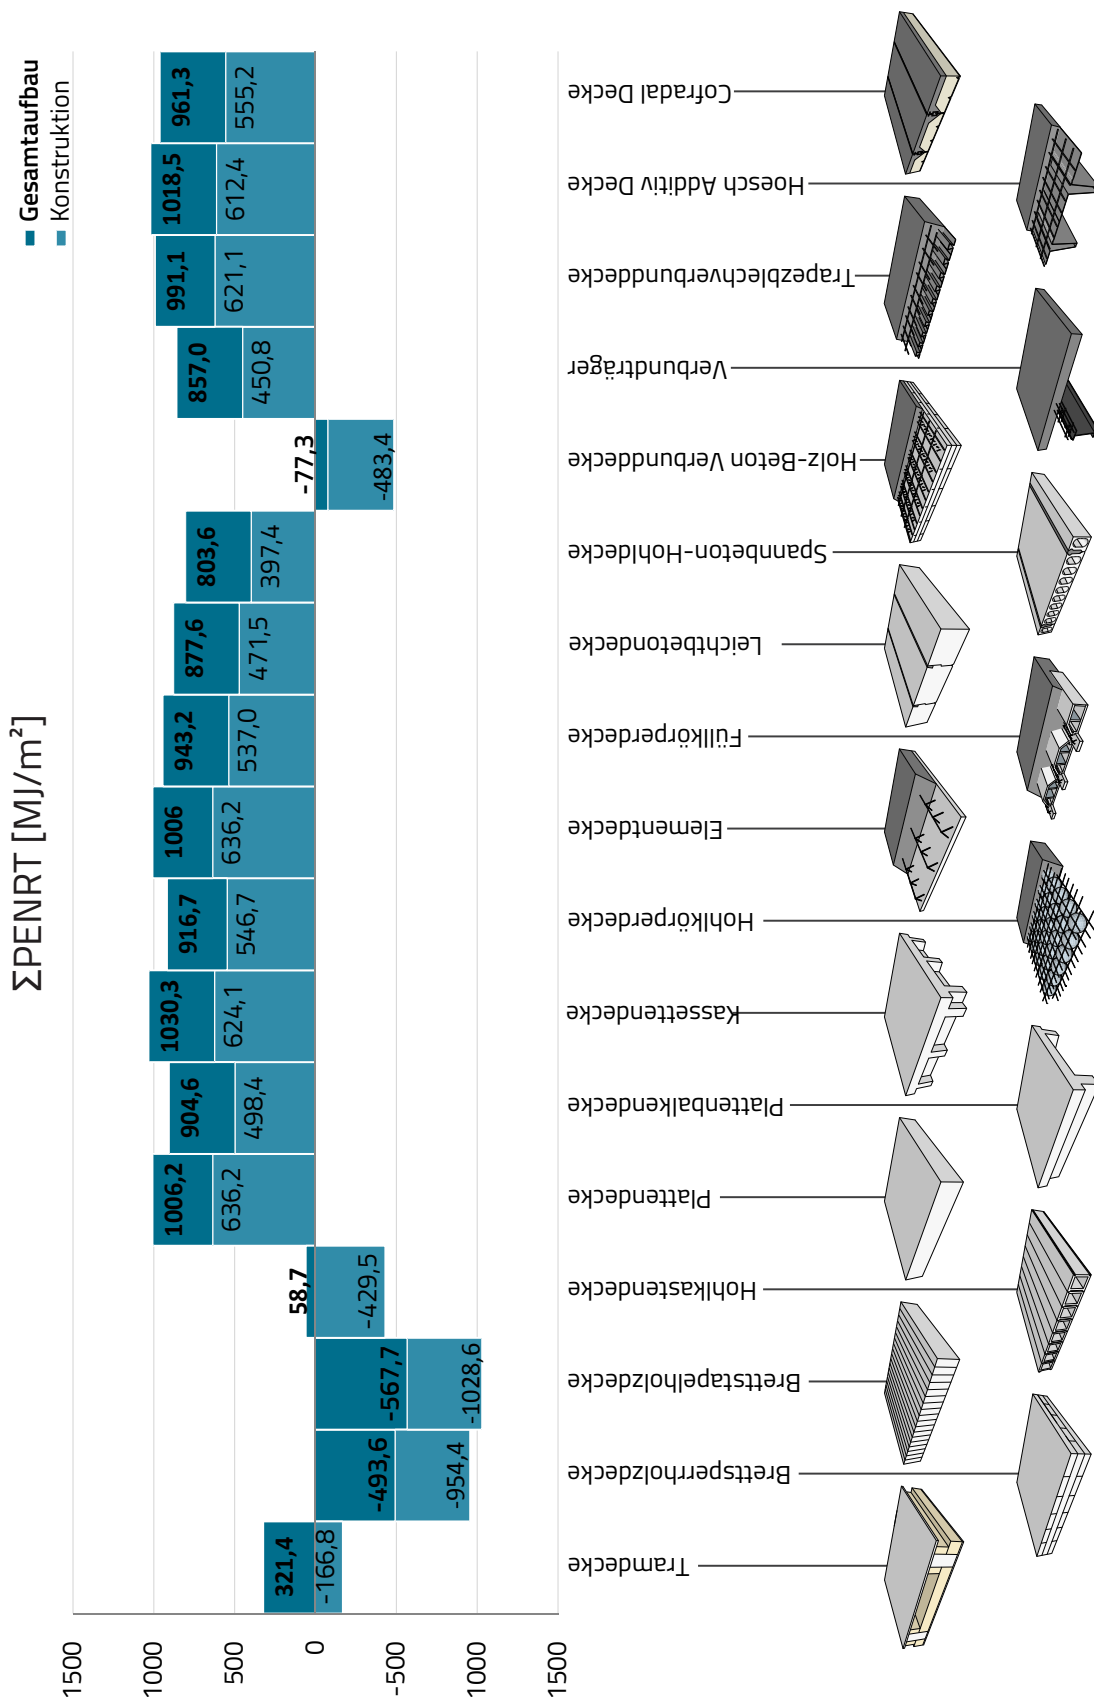 ΣPENRT [MJ/m²]
Gesamtaufbau
Konstruktion
1500
1000
500
0
-500
-1000
-1500
321,4
-166,8
-493,6
-954,4
-567,7
-1028,6
58,7
-429,5
1006,2
636,2
904,6
498,4
1030,3
624,1
916,7
546,7
1006
636,2
943,2
537,0
877,6
471,5
803,6
397,4
-77,3
-483,4
857,0
450,8
991,1
621,1
1018,5
612,4
961,3
555,2
Tramdecke
Brettsperrholzdecke
Brettstapelholzdecke
Hohlkastendecke
Plattendecke
Plattenbalkendecke
Kassettendecke
Hohlkörperdecke
Elementdecke
Füllkörperdecke
Leichtbetondecke
Spannbeton-Hohldecke
Holz-Beton Verbunddecke
Verbundträger
Trapezblechverbunddecke
Hoesch Additiv Decke
Cofradal Decke